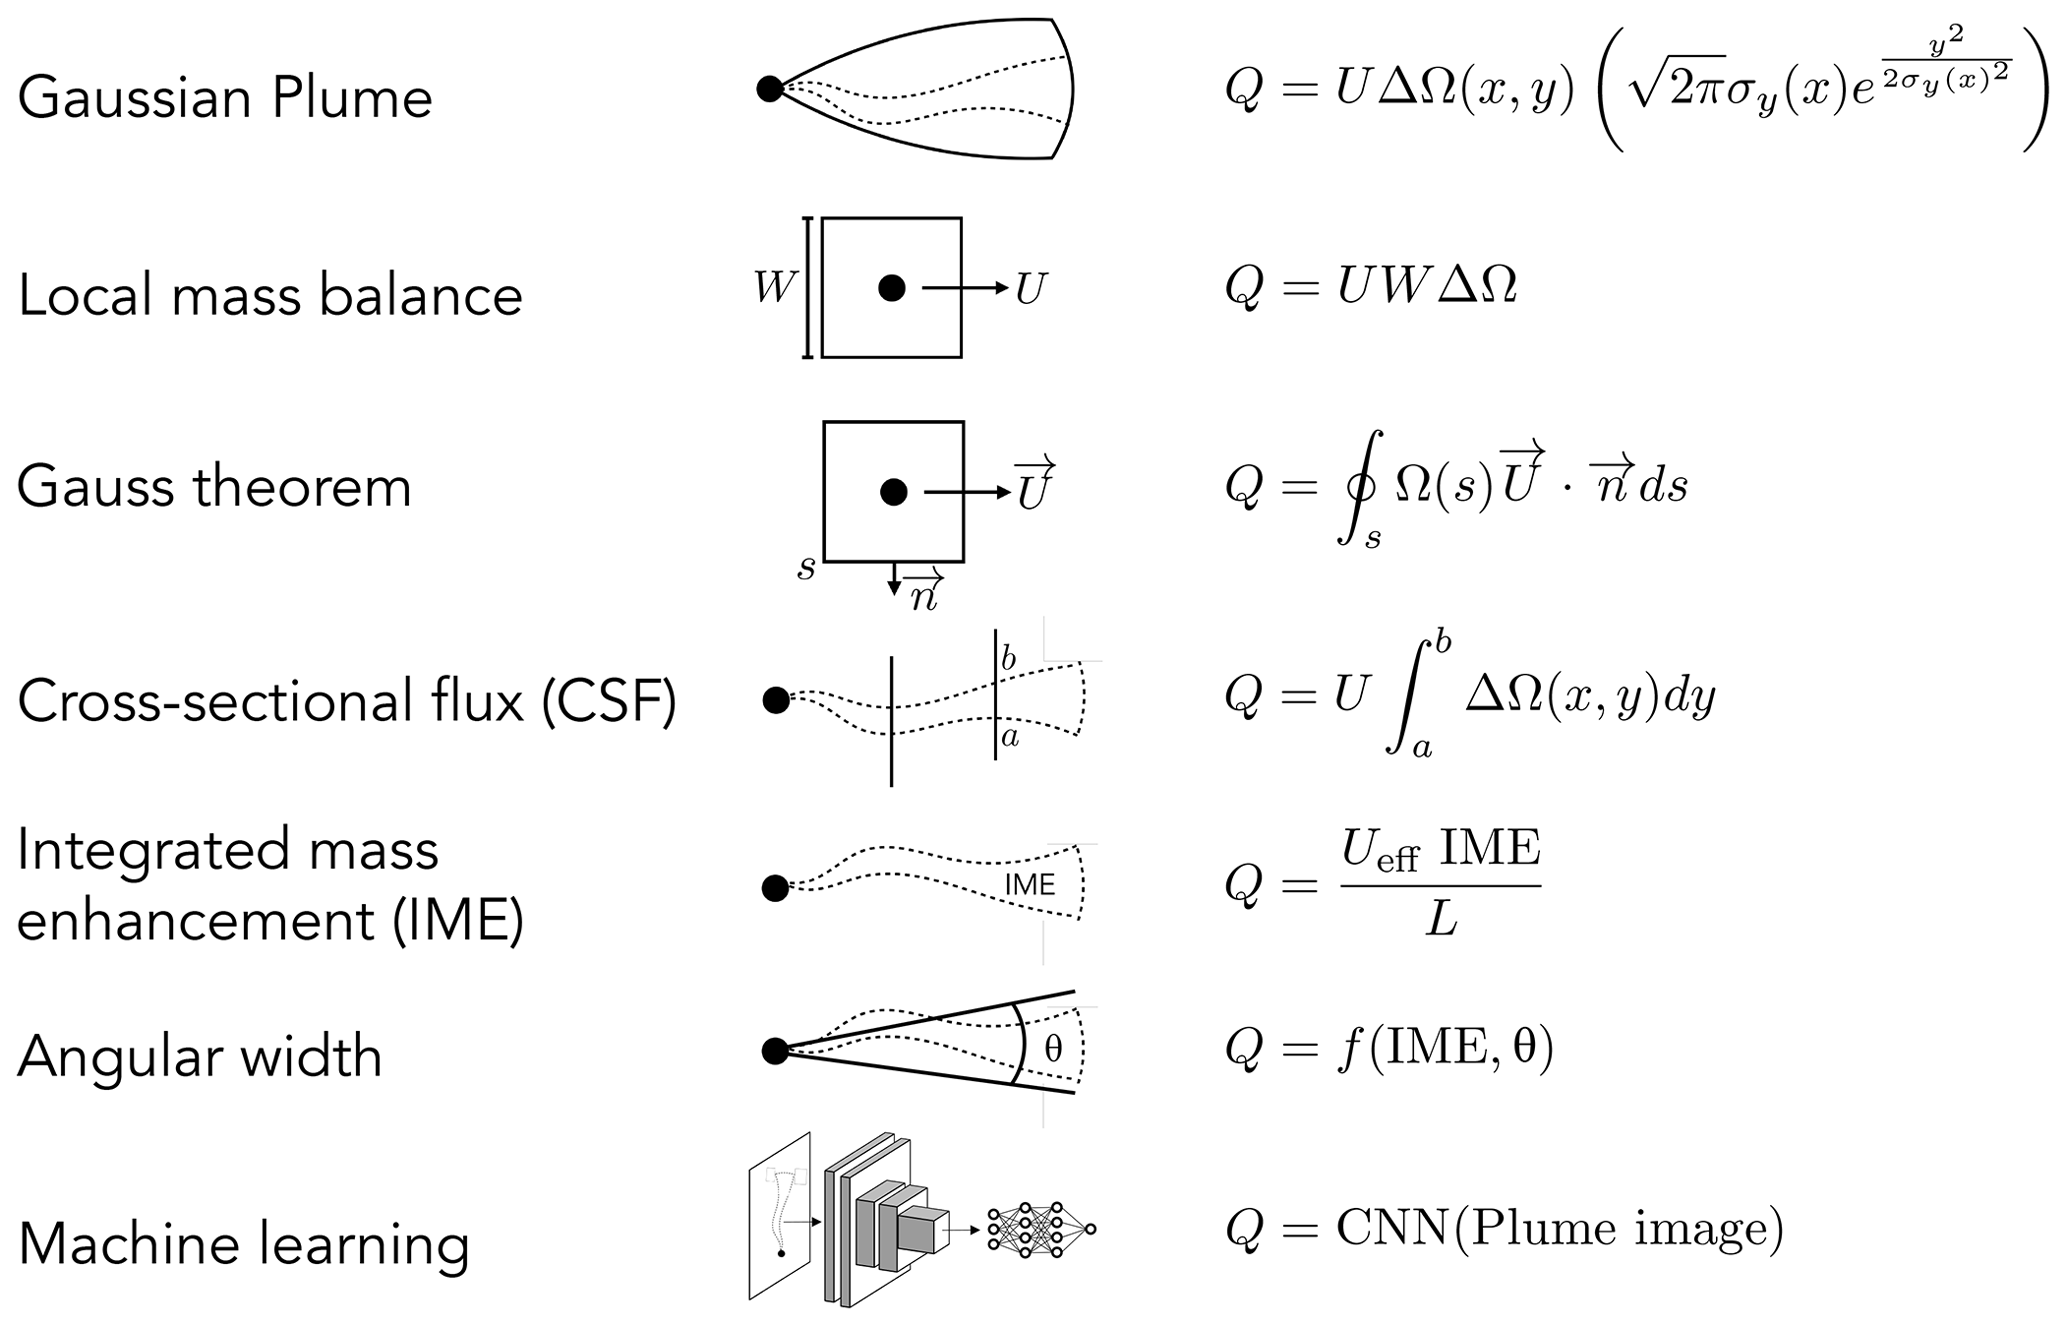 Gaussian Plume
Q = UΔΩ(x, y) (√2π σ_y(x) e^{y² / 2σ_y(x)²})
Local mass balance
W
U
Q = UWΔΩ
Gauss theorem
U⃗
s
n⃗
Q = ∮_s Ω(s) U⃗ · n⃗ ds
Cross-sectional flux (CSF)
b
a
Q = U ∫_a^b ΔΩ(x, y)dy
Integrated mass
enhancement (IME)
IME
Q = U_eff IME / L
Angular width
θ
Q = f(IME, θ)
Machine learning
Q = CNN(Plume image)